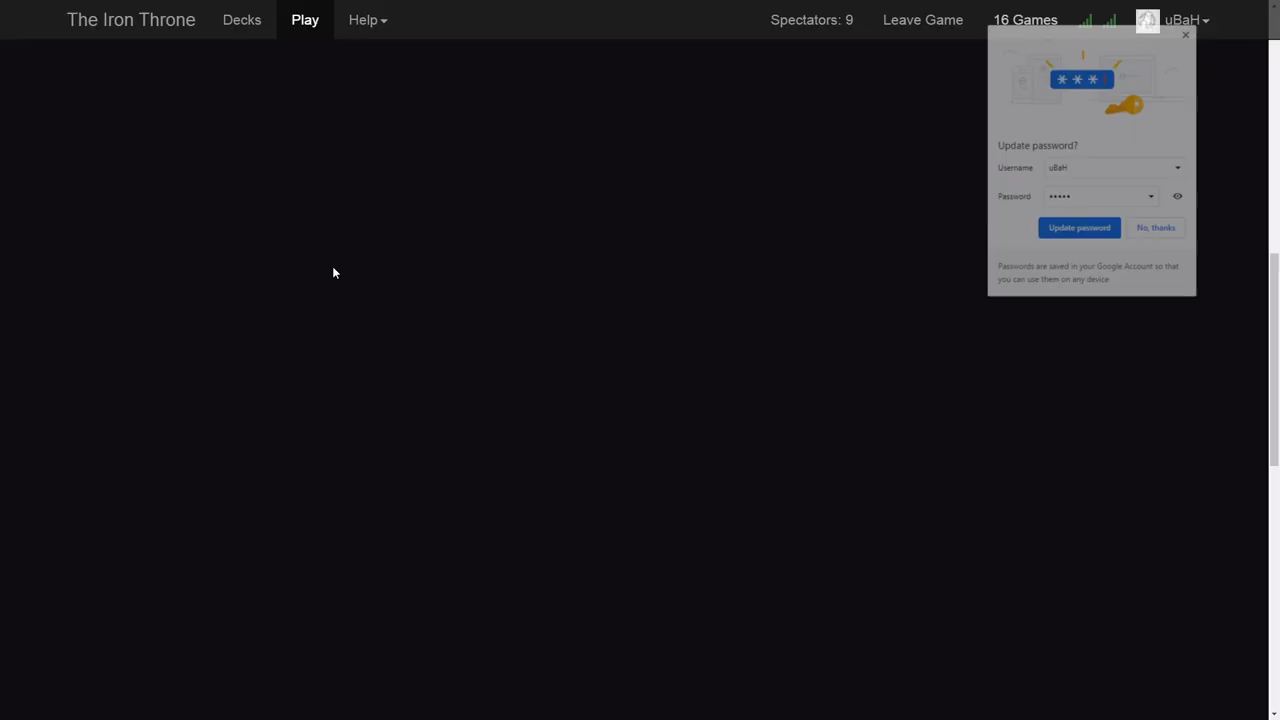 The Iron Throne Decks Play Help Spectators: 9 Leave Game 16 Games uBaH
Update password?
Username uBaH
Password •••••
Update password No, thanks
Passwords are saved in your Google Account so that
you can use them on any device